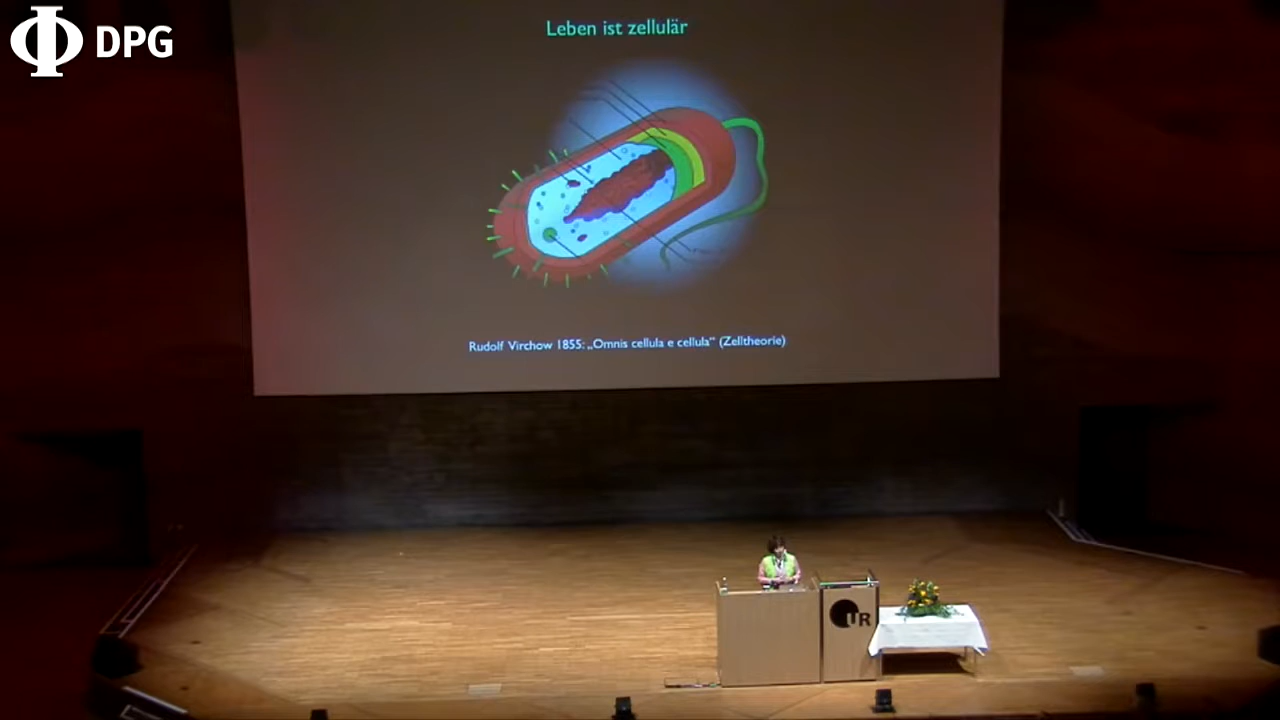 DPG
Leben ist zellulär
Rudolf Virchow 1855: „Omnis cellula e cellula“ (Zelltheorie)
UR